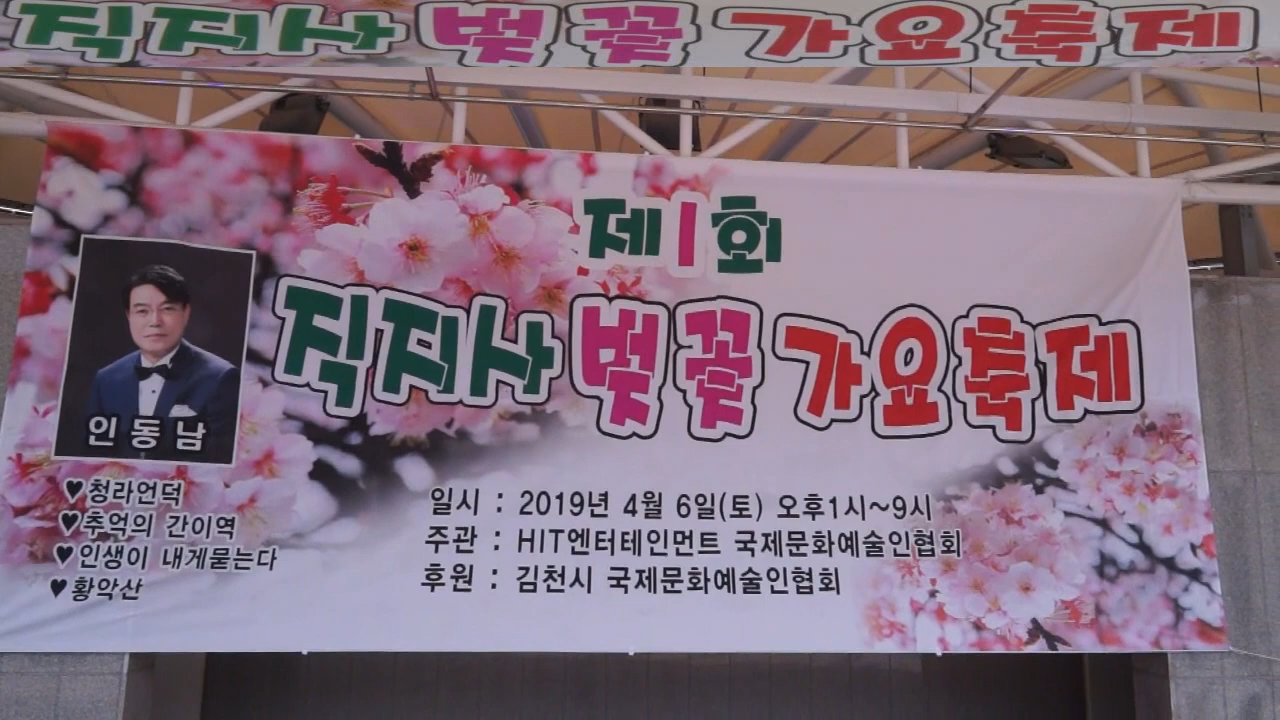 직지사 벚꽃 가요축제
제1회
직지사 벚꽃 가요축제
인동남
♥청라언덕
♥추억의 간이역
♥인생이 내게묻는다
♥황악산
일시 : 2019년 4월 6일(토) 오후1시~9시
주관 : HIT엔터테인먼트 국제문화예술인협회
후원 : 김천시 국제문화예술인협회